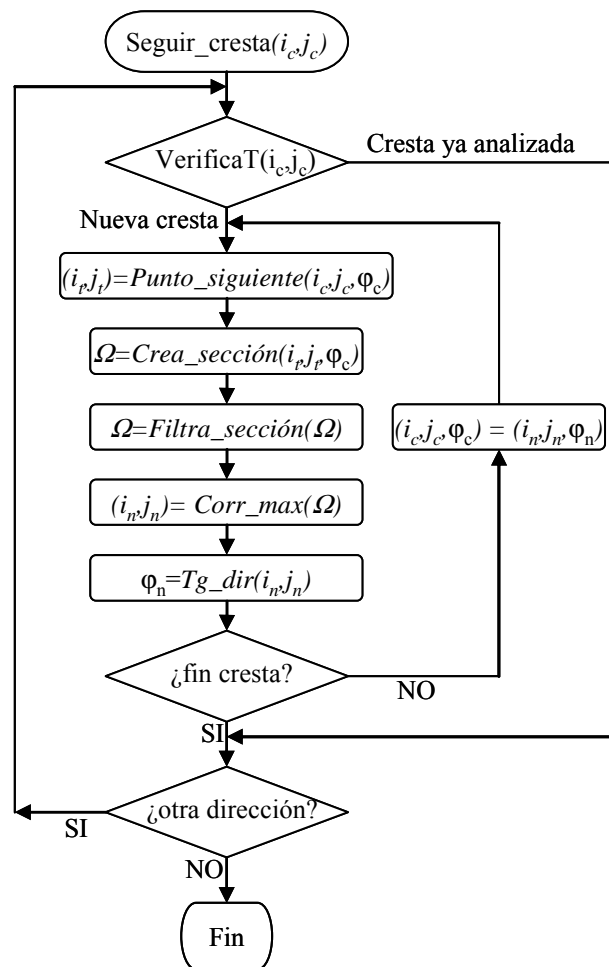 Seguir_cresta(i_c,j_c)
VerificaT(i_c,j_c)
Cresta ya analizada
Nueva cresta
(i_t,j_t)=Punto_siguiente(i_c,j_c,φ_c)
Ω=Crea_sección(i_t,j_t,φ_c)
Ω=Filtra_sección(Ω)
(i_c,j_c,φ_c) = (i_n,j_n,φ_n)
(i_n,j_n)= Corr_max(Ω)
φ_n=Tg_dir(i_n,j_n)
¿fin cresta?
NO
SI
¿otra dirección?
SI
NO
Fin